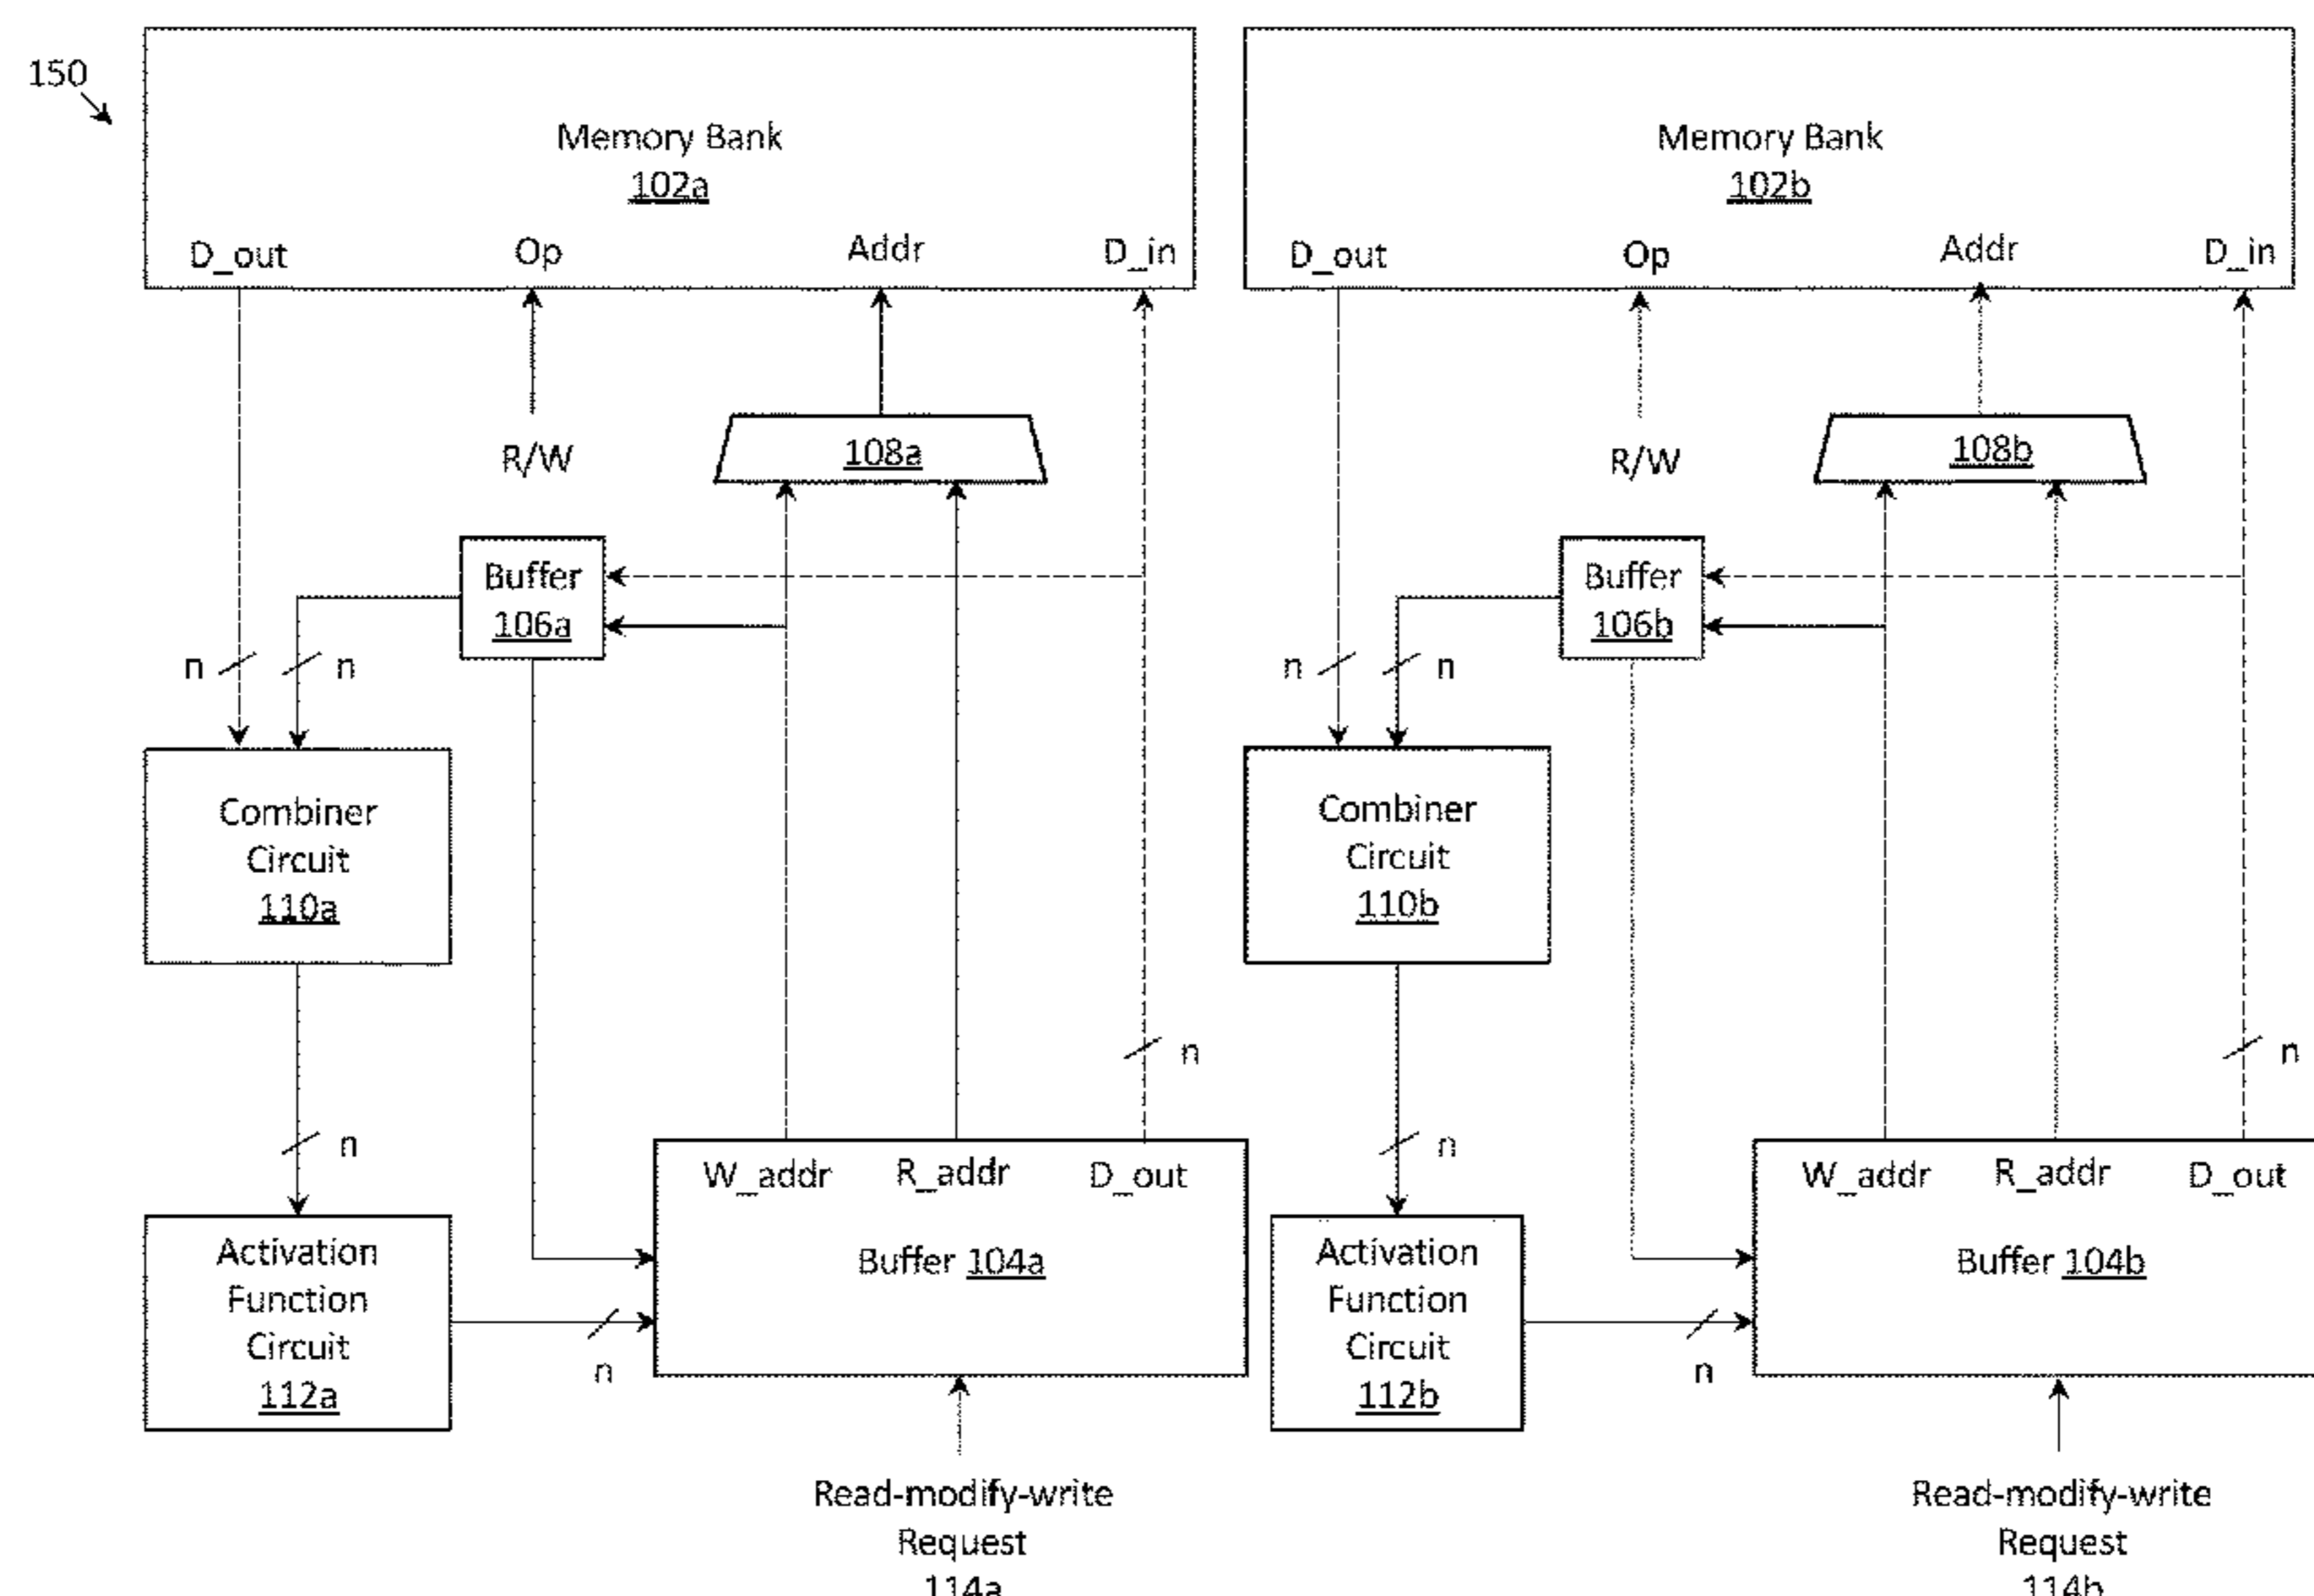 150
Memory Bank
102a
D_out
Op
Addr
D_in
R/W
108a
Buffer
106a
n
n
Combiner
Circuit
110a
n
n
Activation
Function
Circuit
112a
n
W_addr
R_addr
D_out
Buffer 104a
Read-modify-write
Request
114a
Memory Bank
102b
D_out
Op
Addr
D_in
R/W
108b
Buffer
106b
n
n
Combiner
Circuit
110b
n
n
Activation
Function
Circuit
112b
n
W_addr
R_addr
D_out
Buffer 104b
Read-modify-write
Request
114b